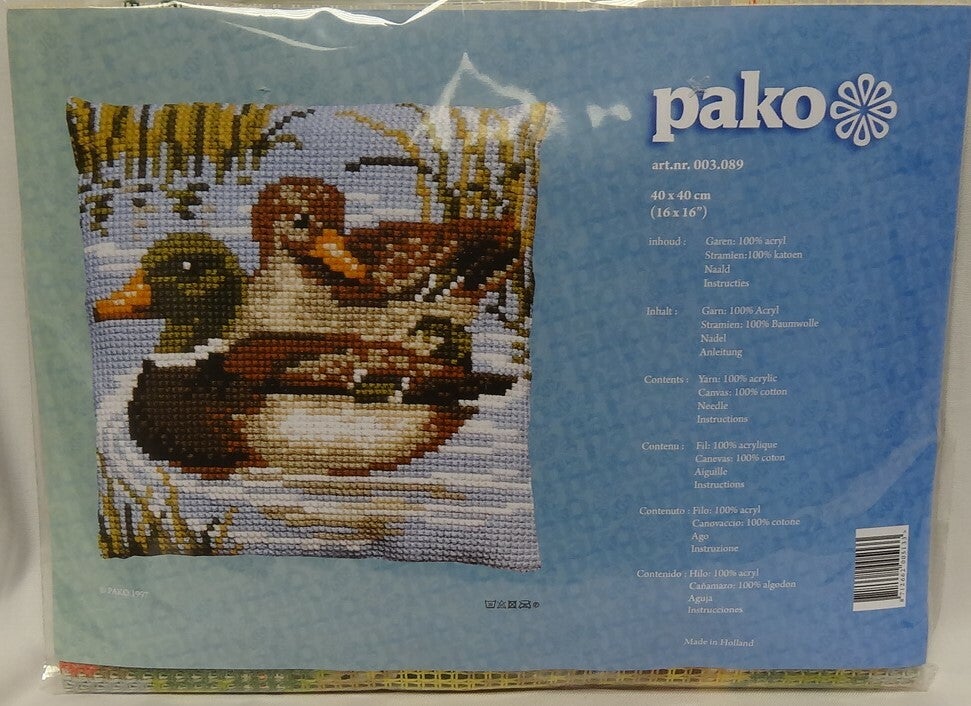 pako
art.nr. 003.089
40 x 40 cm
(16 x 16")
inhoud : Garen: 100% acryl
Stramien:100% katoen
Naald
Instructies
Inhalt : Garn: 100% Acryl
Stramien: 100% Baumwolle
Nadel
Anleitung
Contents : Yarn: 100% acrylic
Canvas: 100% cotton
Needle
Instructions
Contenu : Fil: 100% acrylique
Canevas: 100% coton
Aiguille
Instructions
Contenuto : Filo: 100% acryl
Canovaccio: 100% cotone
Ago
Instruzione
Contenido : Hilo: 100% acryl
Cañamazo: 100% algodon
Aguja
Instrucciones
Made in Holland
© PAKO 1997